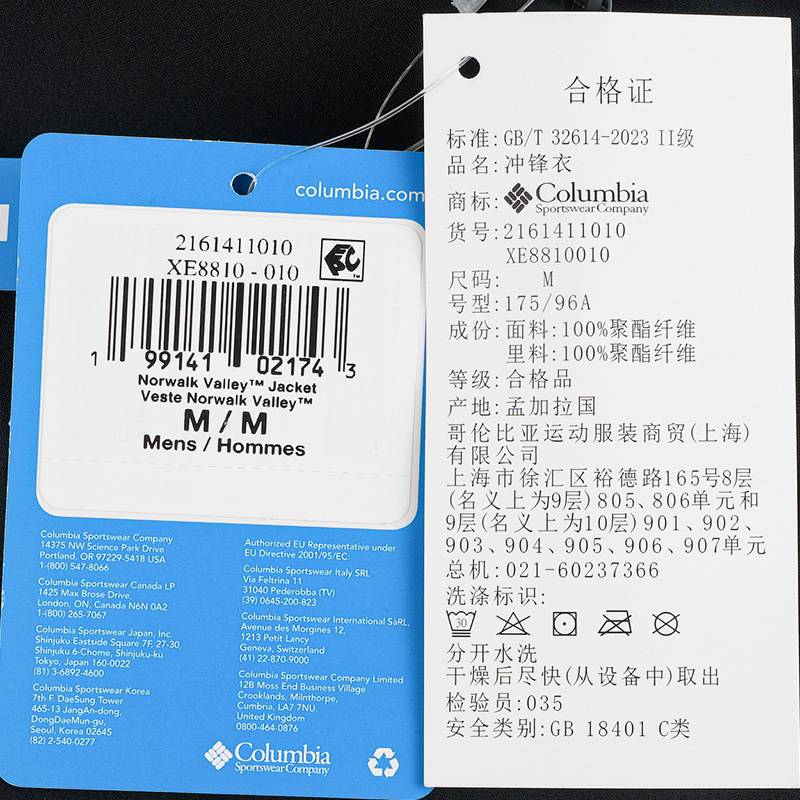 columbia.com
2161411010
XE8810-010
EPC™
1 99141 02174 3
Norwalk Valley™ Jacket
Veste Norwalk Valley™
M / M
Mens / Hommes
Columbia Sportswear Company
14375 NW Science Park Drive
Portland, OR 97229-5418 USA
1-(800) 547-8066
Columbia Sportswear Canada LP
1425 Max Brose Drive,
London, ON, Canada N6N 0A2
1-(800) 265-7067
Columbia Sportswear Japan, Inc.
Shinjuku Eastside Square 7F, 27-30,
Shinjuku 6-Chome, Shinjuku-ku
Tokyo, Japan 160-0022
(81) 3-6892-4600
Columbia Sportswear Korea
7th F. DaeSung Tower
465-13 JangAn-dong,
DongDaeMun-gu,
Seoul, Korea 02645
(82) 2-540-0277
Authorized EU Representative under
EU Directive 2001/95/EC:
Columbia Sportswear Italy SRL
Via Feltrina 11
31040 Pederobba (TV)
(39) 0645-200-823
Columbia Sportswear International SàRL,
Avenue des Morgines 12,
1213 Petit Lancy
Geneva, Switzerland
(41) 22-870-9000
Columbia Sportswear Company Limited
12B Moss End Business Village
Crooklands, Milnthorpe,
Cumbria, LA7 7NU,
United Kingdom
0800-464-0876
Columbia
Sportswear Company
合格证
标准:GB/T 32614-2023 II级
品名:冲锋衣
商标:Columbia
Sportswear Company
货号:2161411010
XE8810010
尺码: M
号型:175/96A
成份:面料:100%聚酯纤维
里料:100%聚酯纤维
等级:合格品
产地:孟加拉国
哥伦比亚运动服装商贸(上海)
有限公司
上海市徐汇区裕德路165号8层
(名义上为9层)805、806单元和
9层(名义上为10层)901、902、
903、904、905、906、907单元
总机:021-60237366
洗涤标识:
30
分开水洗
干燥后尽快(从设备中)取出
检验员:035
安全类别:GB 18401 C类